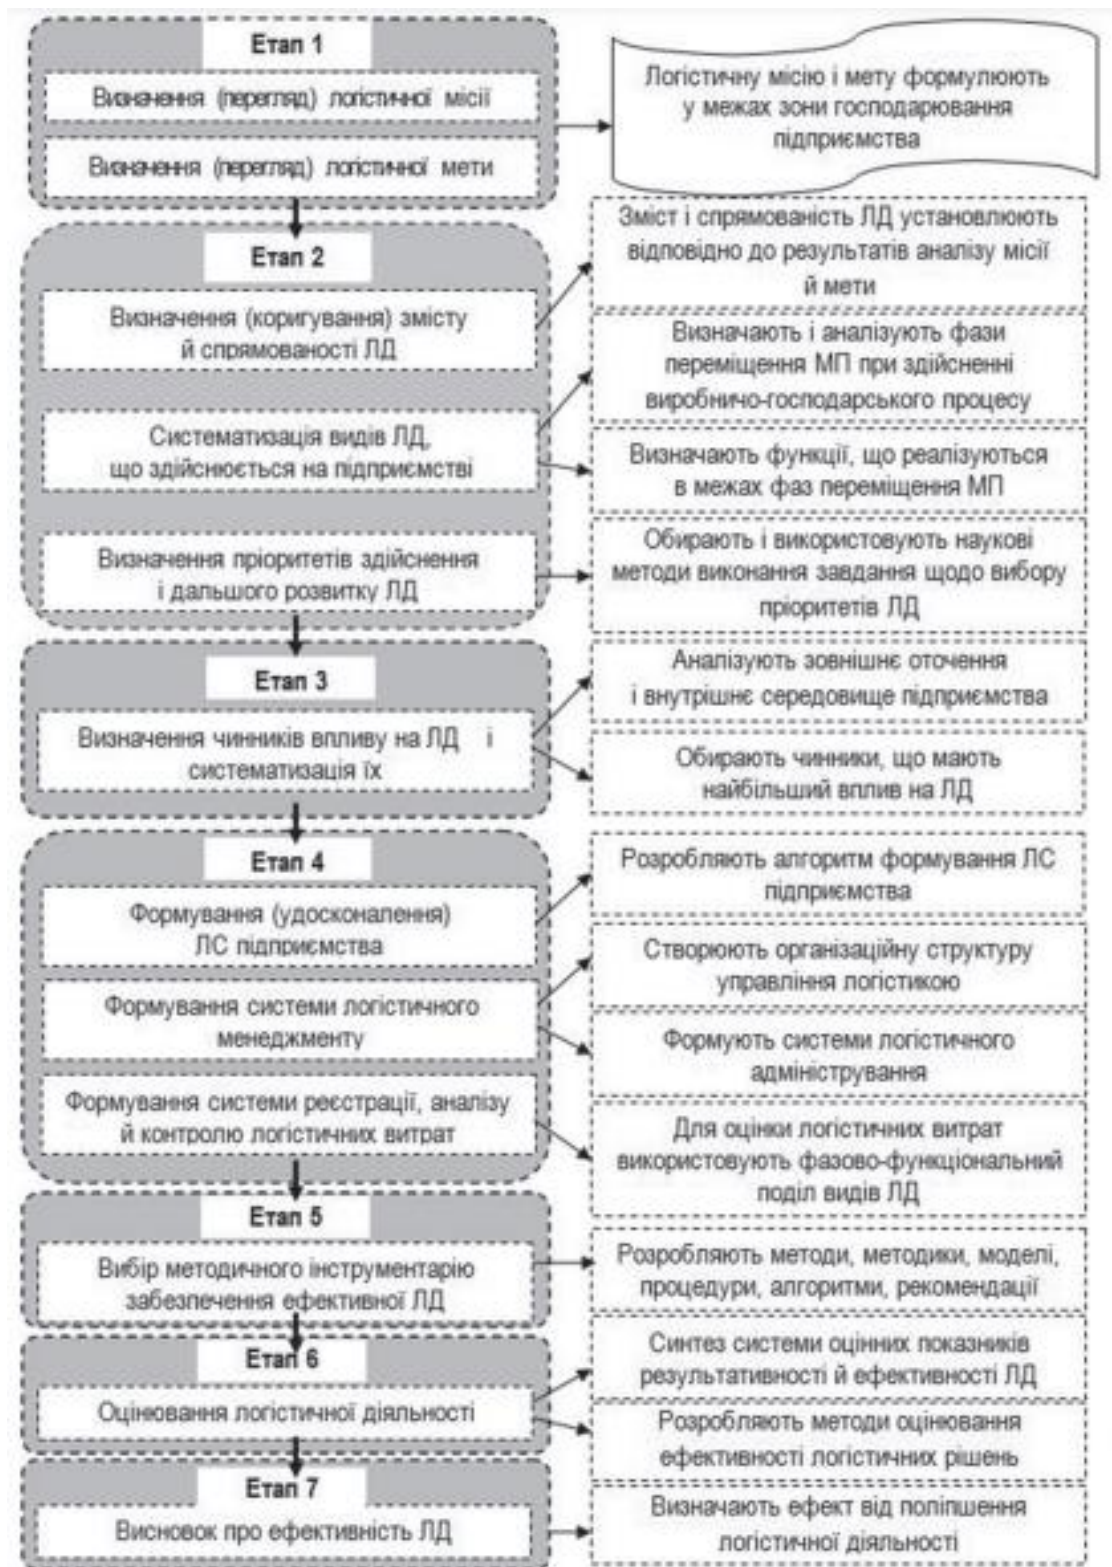 Етап 1
Визначення (перегляд) логістичної місії
Визначення (перегляд) логістичної мети
Логістичну місію і мету формулюють
у межах зони господарювання
підприємства
Етап 2
Визначення (коригування) змісту
й спрямованості ЛД
Зміст і спрямованість ЛД установлюють
відповідно до результатів аналізу місії
й мети
Систематизація видів ЛД,
що здійснюється на підприємстві
Визначають і аналізують фази
переміщення МП при здійсненні
виробничо-господарського процесу
Визначають функції, що реалізуються
в межах фаз переміщення МП
Визначення пріоритетів здійснення
і дальшого розвитку ЛД
Обирають і використовують наукові
методи виконання завдання щодо вибору
пріоритетів ЛД
Етап 3
Визначення чинників впливу на ЛД і
систематизація їх
Аналізують зовнішнє оточення
і внутрішнє середовище підприємства
Обирають чинники, що мають
найбільший вплив на ЛД
Етап 4
Формування (удосконалення)
ЛС підприємства
Розробляють алгоритм формування ЛС
підприємства
Формування системи логістичного
менеджменту
Створюють організаційну структуру
управління логістикою
Формують системи логістичного
адміністрування
Формування системи реєстрації, аналізу
й контролю логістичних витрат
Для оцінки логістичних витрат
використовують фазово-функціональний
поділ видів ЛД
Етап 5
Вибір методичного інструментарію
забезпечення ефективної ЛД
Розробляють методи, методики, моделі,
процедури, алгоритми, рекомендації
Етап 6
Оцінювання логістичної діяльності
Синтез системи оцінних показників
результативності й ефективності ЛД
Розробляють методи оцінювання
ефективності логістичних рішень
Етап 7
Висновок про ефективність ЛД
Визначають ефект від поліпшення
логістичної діяльності